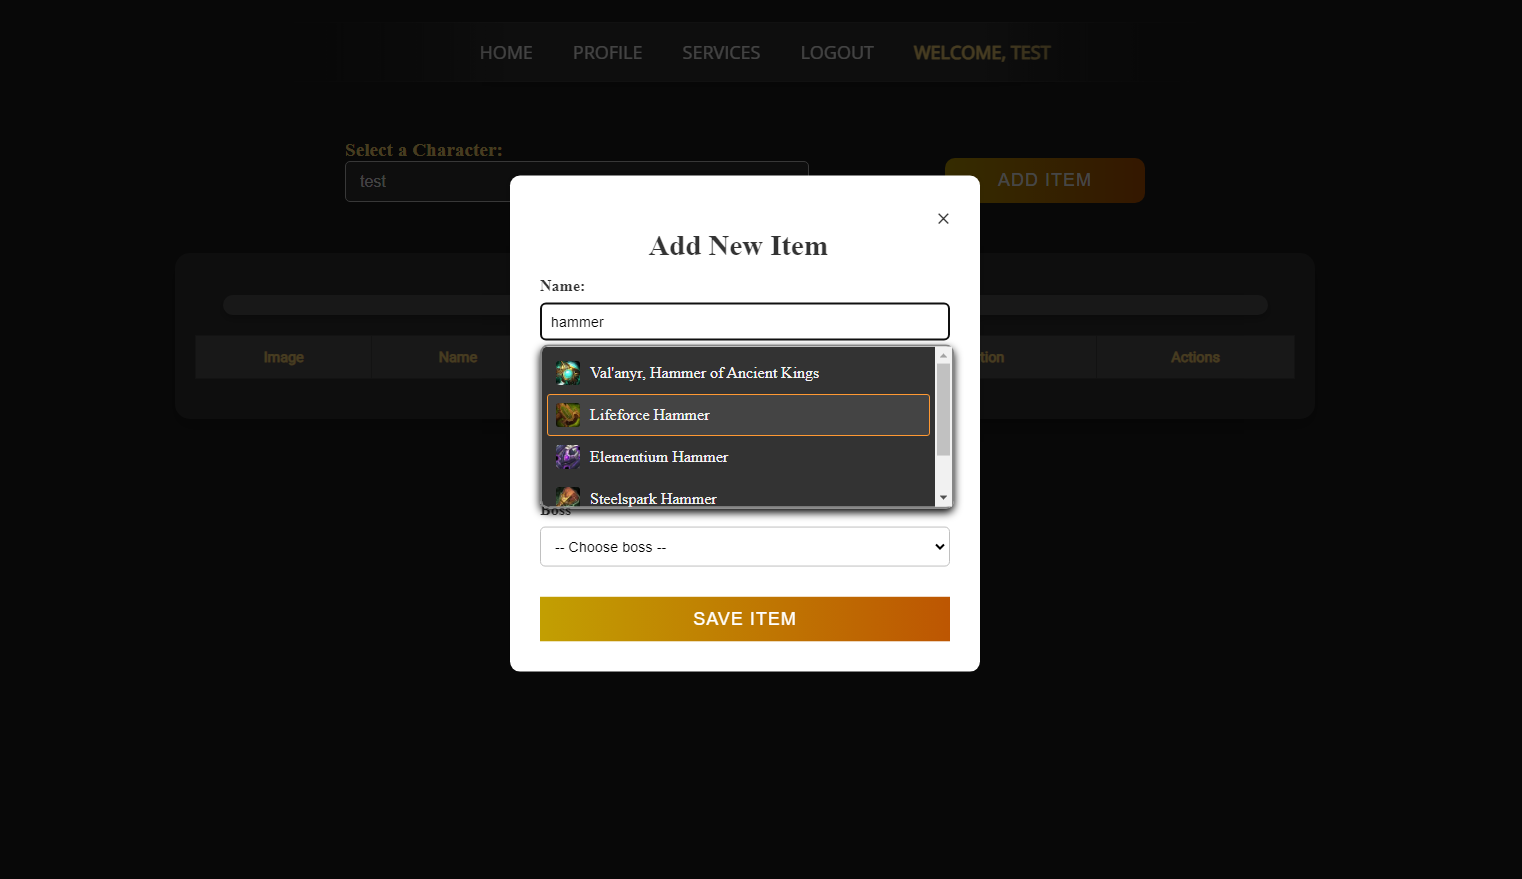 HOME PROFILE SERVICES LOGOUT WELCOME, TEST
Select a Character:
test
ADD ITEM
×
Add New Item
Name:
hammer
Image Name tion Actions
Val'anyr, Hammer of Ancient Kings
Lifeforce Hammer
Elementium Hammer
Steelspark Hammer
Boss
-- Choose boss --
SAVE ITEM